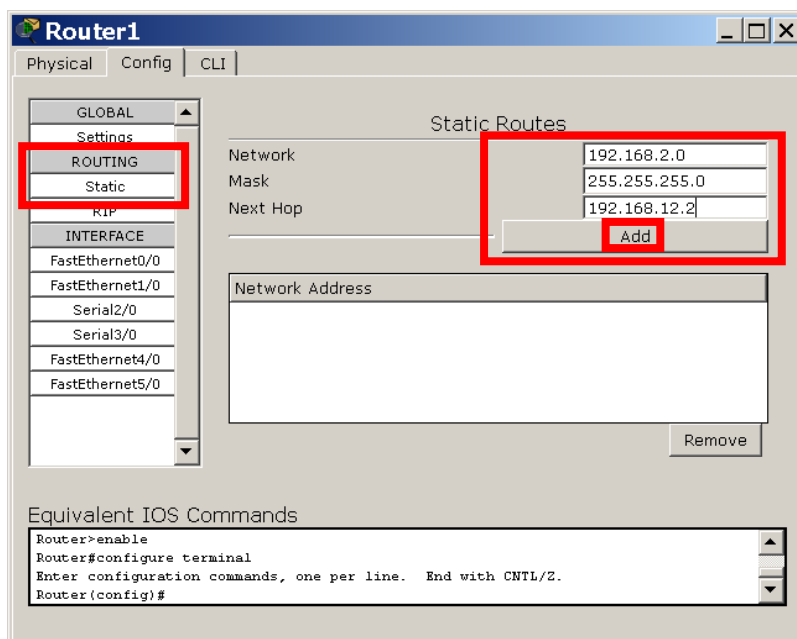 Router1
Physical Config CLI
GLOBAL
Settings
ROUTING
Static
RIP
INTERFACE
FastEthernet0/0
FastEthernet1/0
Serial2/0
Serial3/0
FastEthernet4/0
FastEthernet5/0
Static Routes
Network 192.168.2.0
Mask 255.255.255.0
Next Hop 192.168.12.2
Add
Network Address
Remove
Equivalent IOS Commands
Router>enable
Router#configure terminal
Enter configuration commands, one per line. End with CNTL/Z.
Router(config)#